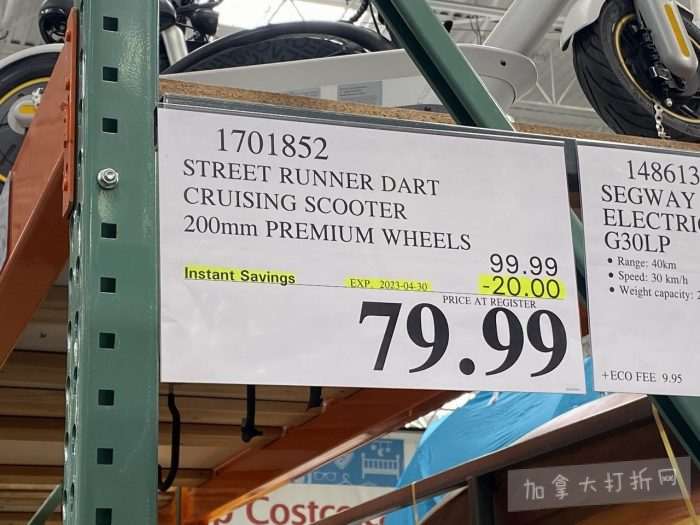 1701852
STREET RUNNER DART
CRUISING SCOOTER
200mm PREMIUM WHEELS
99.99
Instant Savings EXP. 2023-04-30 -20.00
PRICE AT REGISTER
79.99
148613
SEGWAY
ELECTRI
G30LP
• Range: 40km
• Speed: 30 km/h
• Weight capacity:
+ECO FEE 9.95
Costco
加拿大打折网